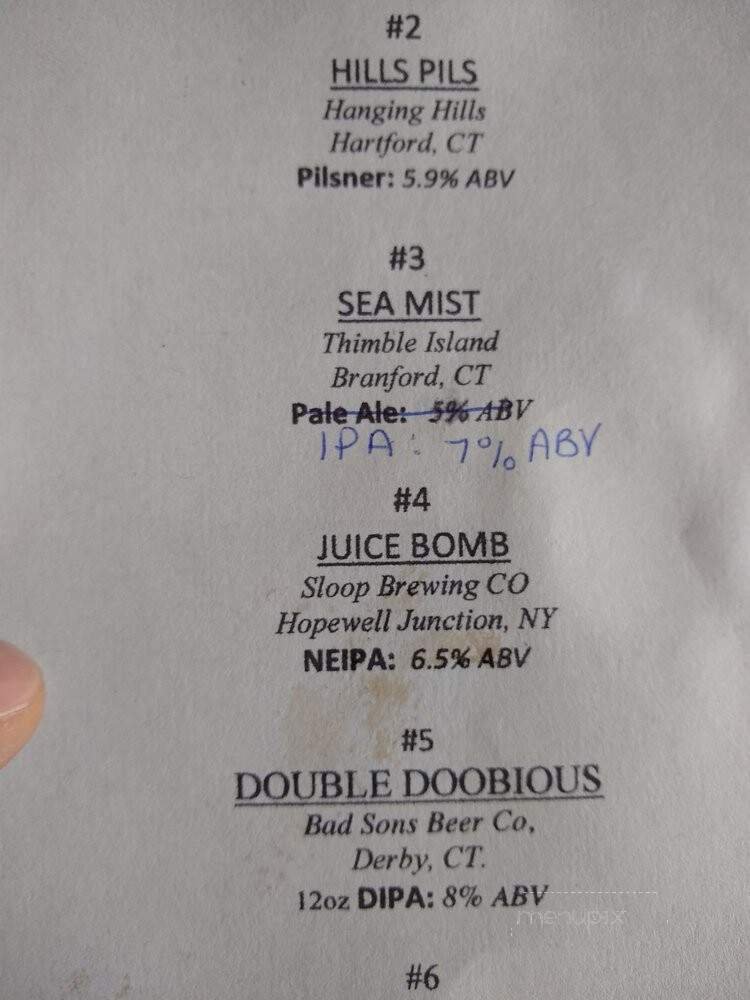 #2
HILLS PILS
Hanging Hills
Hartford, CT
Pilsner: 5.9% ABV
#3
SEA MIST
Thimble Island
Branford, CT
Pale Ale: 5% ABV
IPA: 7% ABV
#4
JUICE BOMB
Sloop Brewing CO
Hopewell Junction, NY
NEIPA: 6.5% ABV
#5
DOUBLE DOOBIOUS
Bad Sons Beer Co,
Derby, CT.
12oz DIPA: 8% ABV
menupix
#6